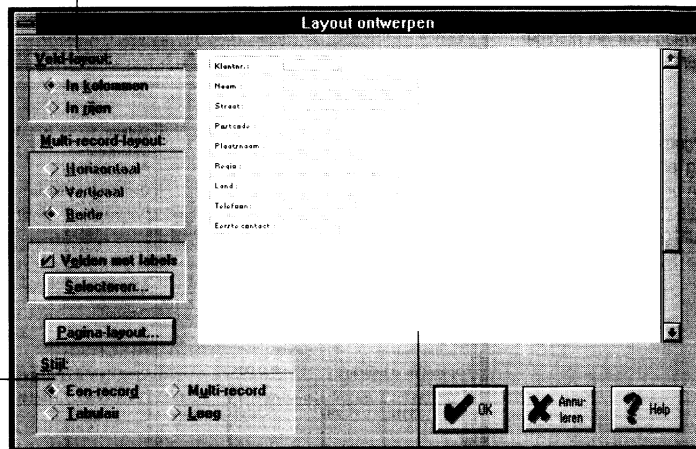 Layout ontwerpen
Veld-layout:
In kolommen
In rijen
Multi-record-layout:
Horizontaal
Vertikaal
Beide
Velden met labels
Selecteren...
Pagina-layout...
Klantnr.:
Naam :
Straat:
Postcode :
Plaatsnaam
Regio :
Land :
Telefoon :
Eerste contact :
Stijl:
Een-record
Multi-record
Tabulair
Leeg
OK
Annu-
leren
Help